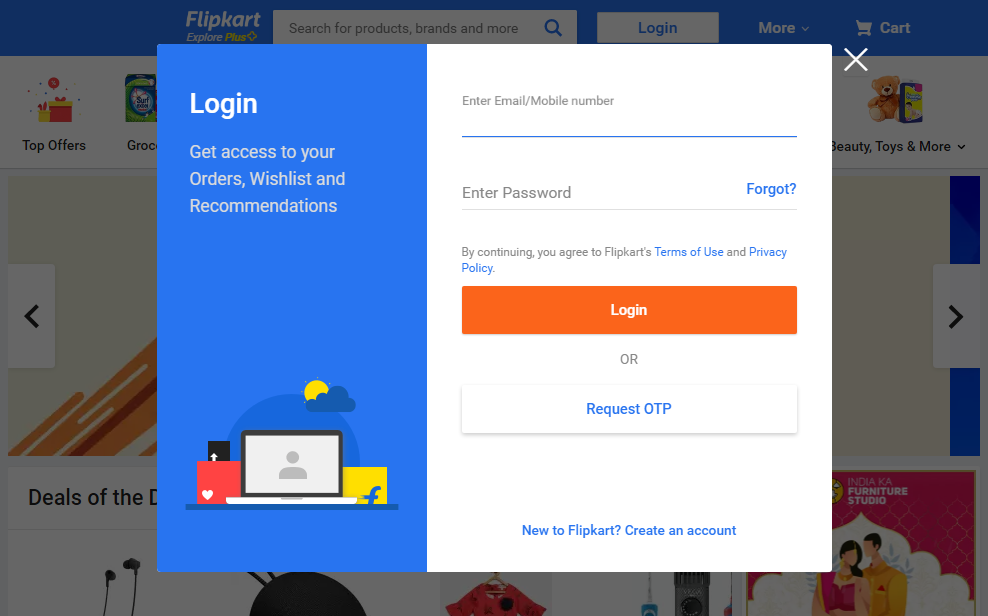 Flipkart
Explore Plus
Search for products, brands and more
Login
More
Cart
Top Offers
Beauty, Toys & More
Login
Get access to your
Orders, Wishlist and
Recommendations
Enter Email/Mobile number
Enter Password
Forgot?
By continuing, you agree to Flipkart's Terms of Use and Privacy
Policy.
Login
OR
Request OTP
New to Flipkart? Create an account
Deals of the D
INDIA KA
FURNITURE
STUDIO